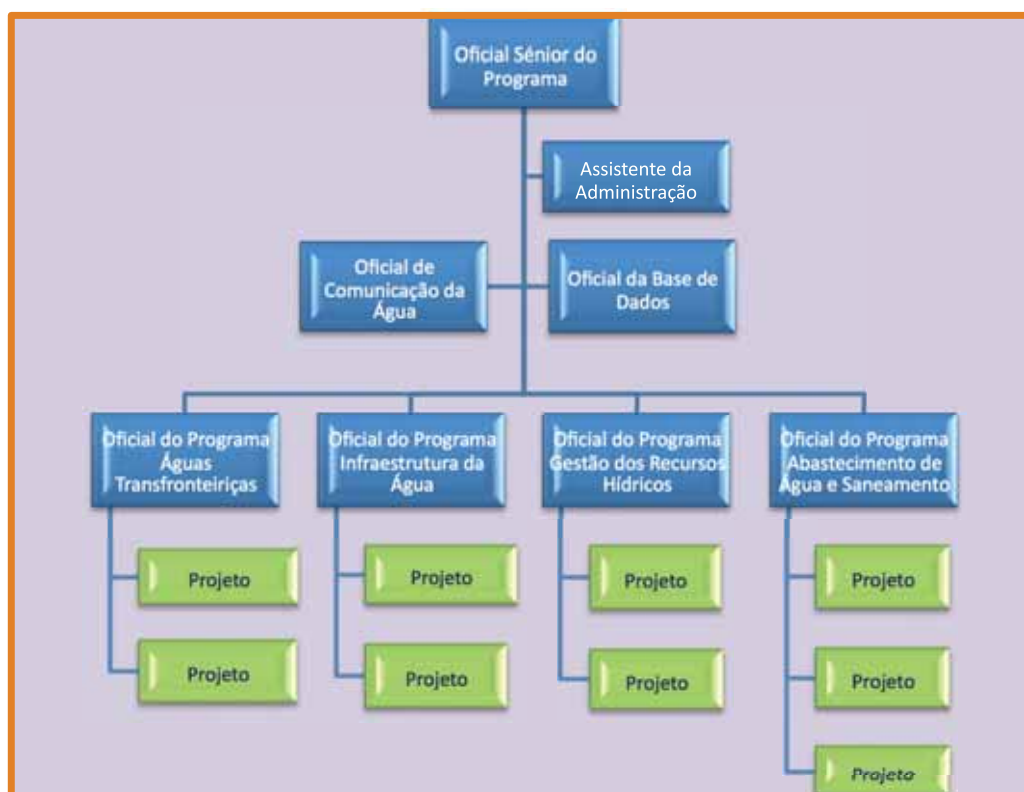 Oficial Sénior do
Programa
Assistente da
Administração
Oficial de
Comunicação da
Água
Oficial da Base de
Dados
Oficial do Programa
Águas
Transfronteiriças
Oficial do Programa
Infraestrutura da
Água
Oficial do Programa
Gestão dos Recursos
Hídricos
Oficial do Programa
Abastecimento de
Água e Saneamento
Projeto
Projeto
Projeto
Projeto
Projeto
Projeto
Projeto
Projeto
Projeto